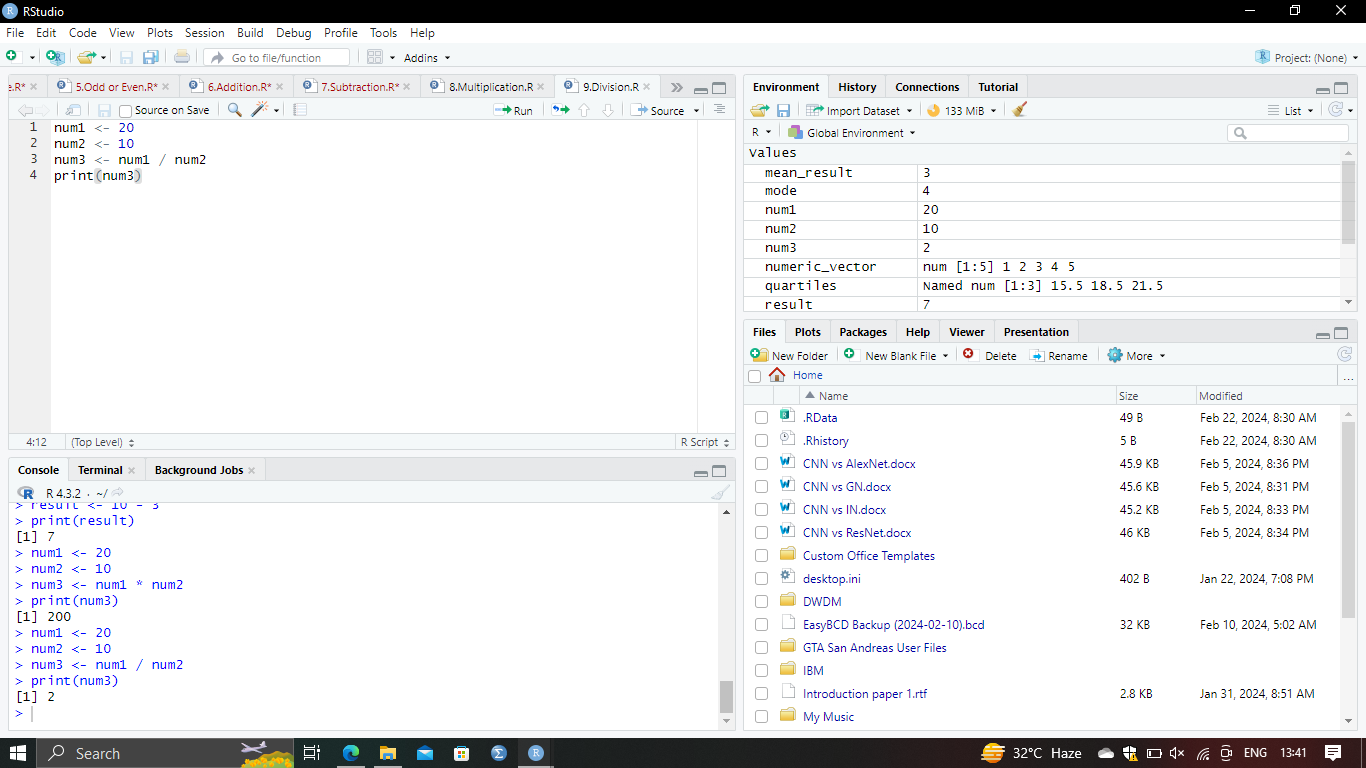 RStudio
File Edit Code View Plots Session Build Debug Profile Tools Help
Go to file/function Addins Project: (None)
e.R* 5.Odd or Even.R* 6.Addition.R* 7.Subtraction.R* 8.Multiplication.R 9.Division.R
Source on Save Run Source
1 num1 <- 20
2 num2 <- 10
3 num3 <- num1 / num2
4 print(num3)
4:12 (Top Level) R Script
Console Terminal Background Jobs
R 4.3.2 · ~/
> result <- 10 - 3
> print(result)
[1] 7
> num1 <- 20
> num2 <- 10
> num3 <- num1 * num2
> print(num3)
[1] 200
> num1 <- 20
> num2 <- 10
> num3 <- num1 / num2
> print(num3)
[1] 2
>
Environment History Connections Tutorial
Import Dataset 133 MiB List
R Global Environment
Values
mean_result 3
mode 4
num1 20
num2 10
num3 2
numeric_vector num [1:5] 1 2 3 4 5
quartiles Named num [1:3] 15.5 18.5 21.5
result 7
Files Plots Packages Help Viewer Presentation
New Folder New Blank File Delete Rename More
Home ...
Name Size Modified
.RData 49 B Feb 22, 2024, 8:30 AM
.Rhistory 5 B Feb 22, 2024, 8:30 AM
CNN vs AlexNet.docx 45.9 KB Feb 5, 2024, 8:36 PM
CNN vs GN.docx 45.6 KB Feb 5, 2024, 8:31 PM
CNN vs IN.docx 45.2 KB Feb 5, 2024, 8:33 PM
CNN vs ResNet.docx 46 KB Feb 5, 2024, 8:34 PM
Custom Office Templates
desktop.ini 402 B Jan 22, 2024, 7:08 PM
DWDM
EasyBCD Backup (2024-02-10).bcd 32 KB Feb 10, 2024, 5:02 AM
GTA San Andreas User Files
IBM
Introduction paper 1.rtf 2.8 KB Jan 31, 2024, 8:51 AM
My Music
Search 32°C Haze ENG 13:41